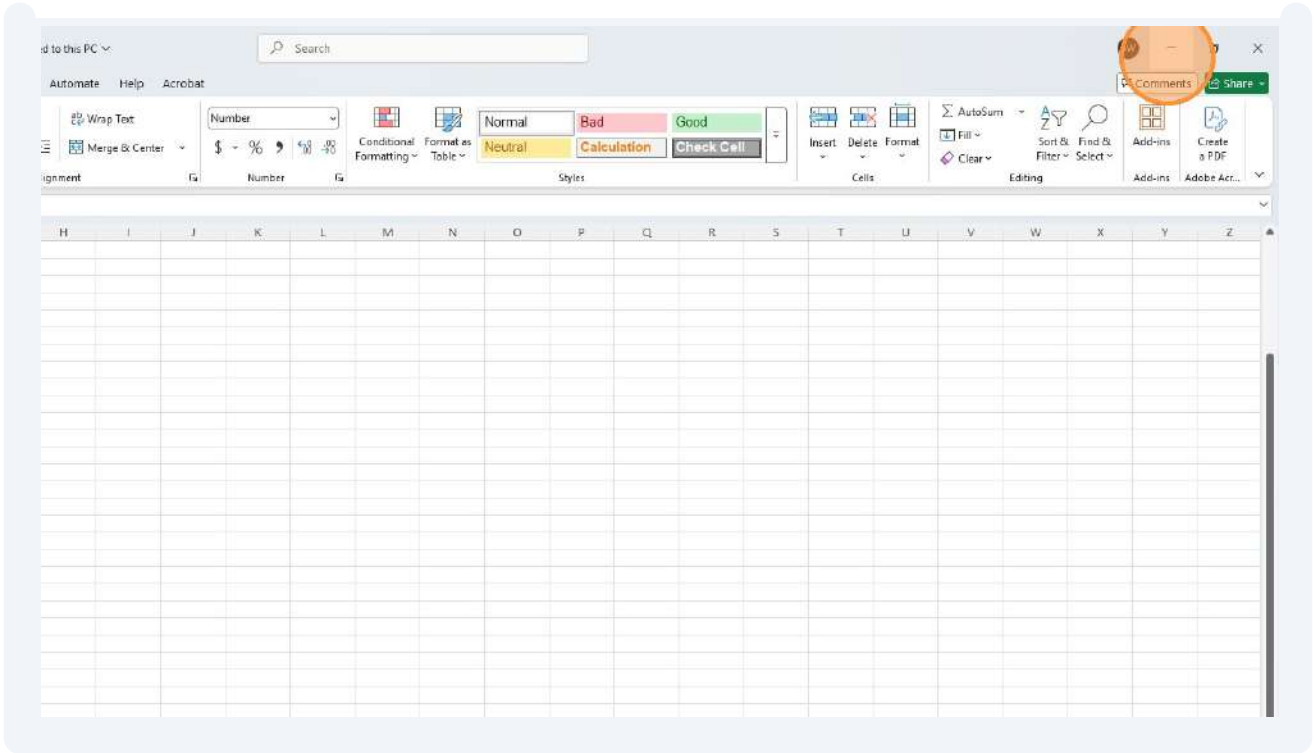 ed to this PC
Search
W
Automate Help Acrobat Comments Share
Wrap Text
Number
Normal Bad Good
AutoSum
Merge & Center
$ % 9
Conditional Formatting
Format as Table
Neutral Calculation Check Cell
Insert Delete Format
Fill
Clear
Sort & Filter
Find & Select
Add-ins
Create a PDF
ignment Number Styles Cells Editing Add-ins Adobe Acr...
H I J K L M N O P Q R S T U V W X Y Z